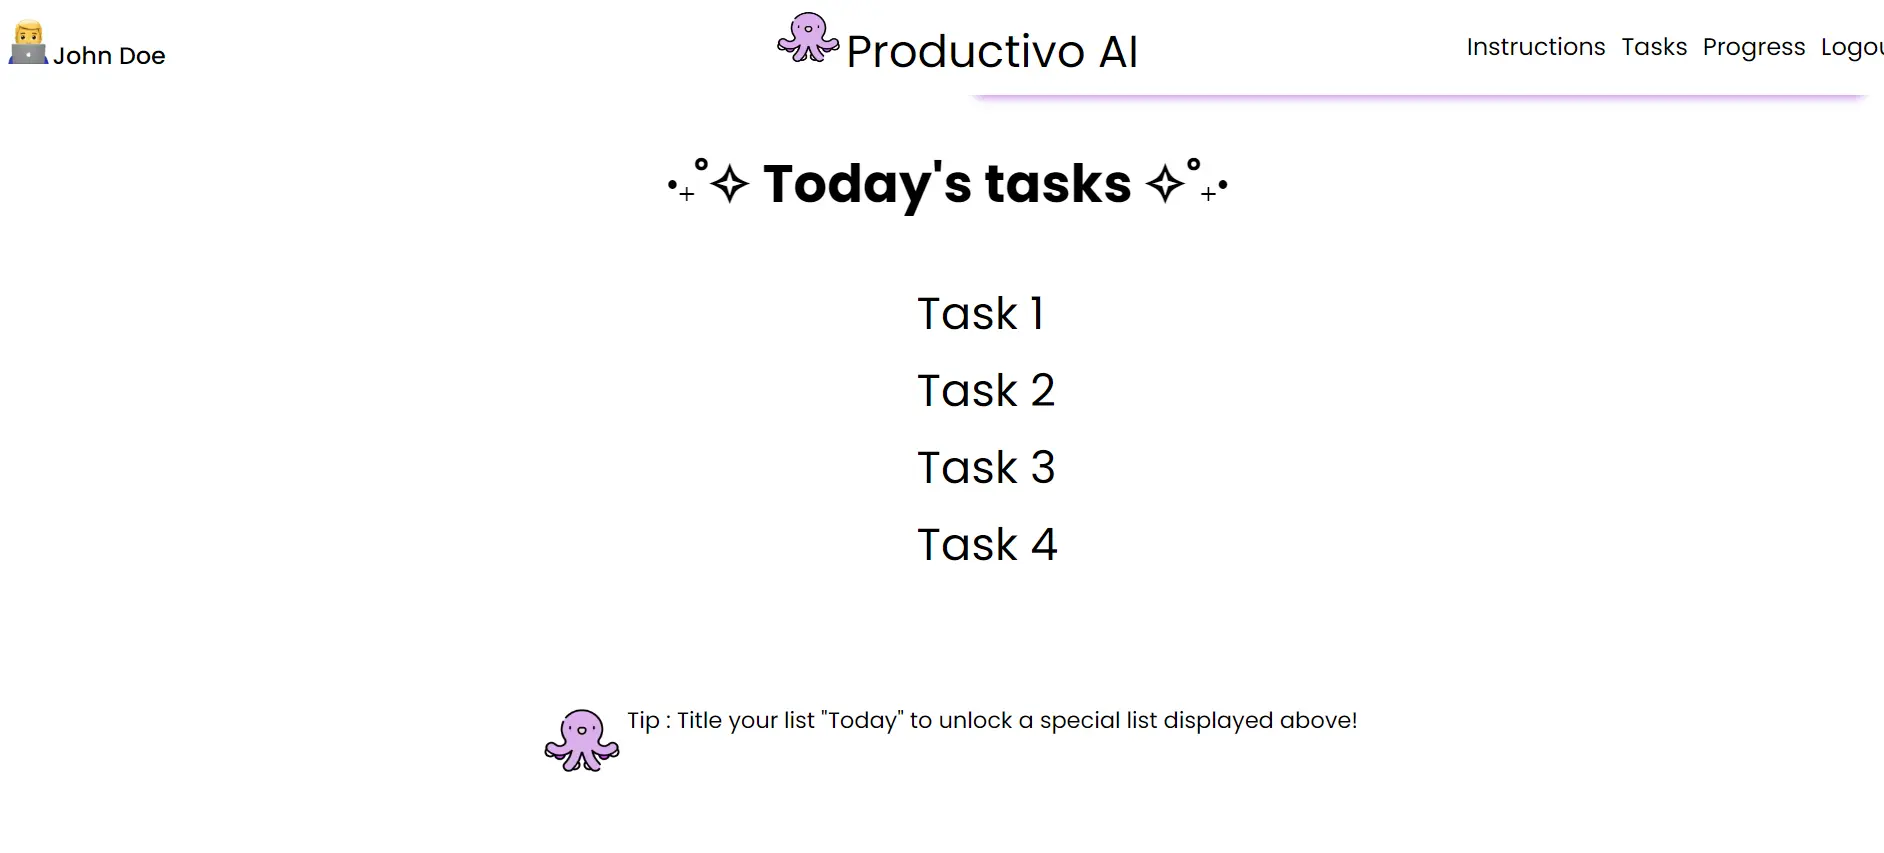 John Doe
Productivo AI
Instructions Tasks Progress Logou
‧₊˚✧ Today's tasks ✧˚₊‧
Task 1
Task 2
Task 3
Task 4
Tip : Title your list "Today" to unlock a special list displayed above!